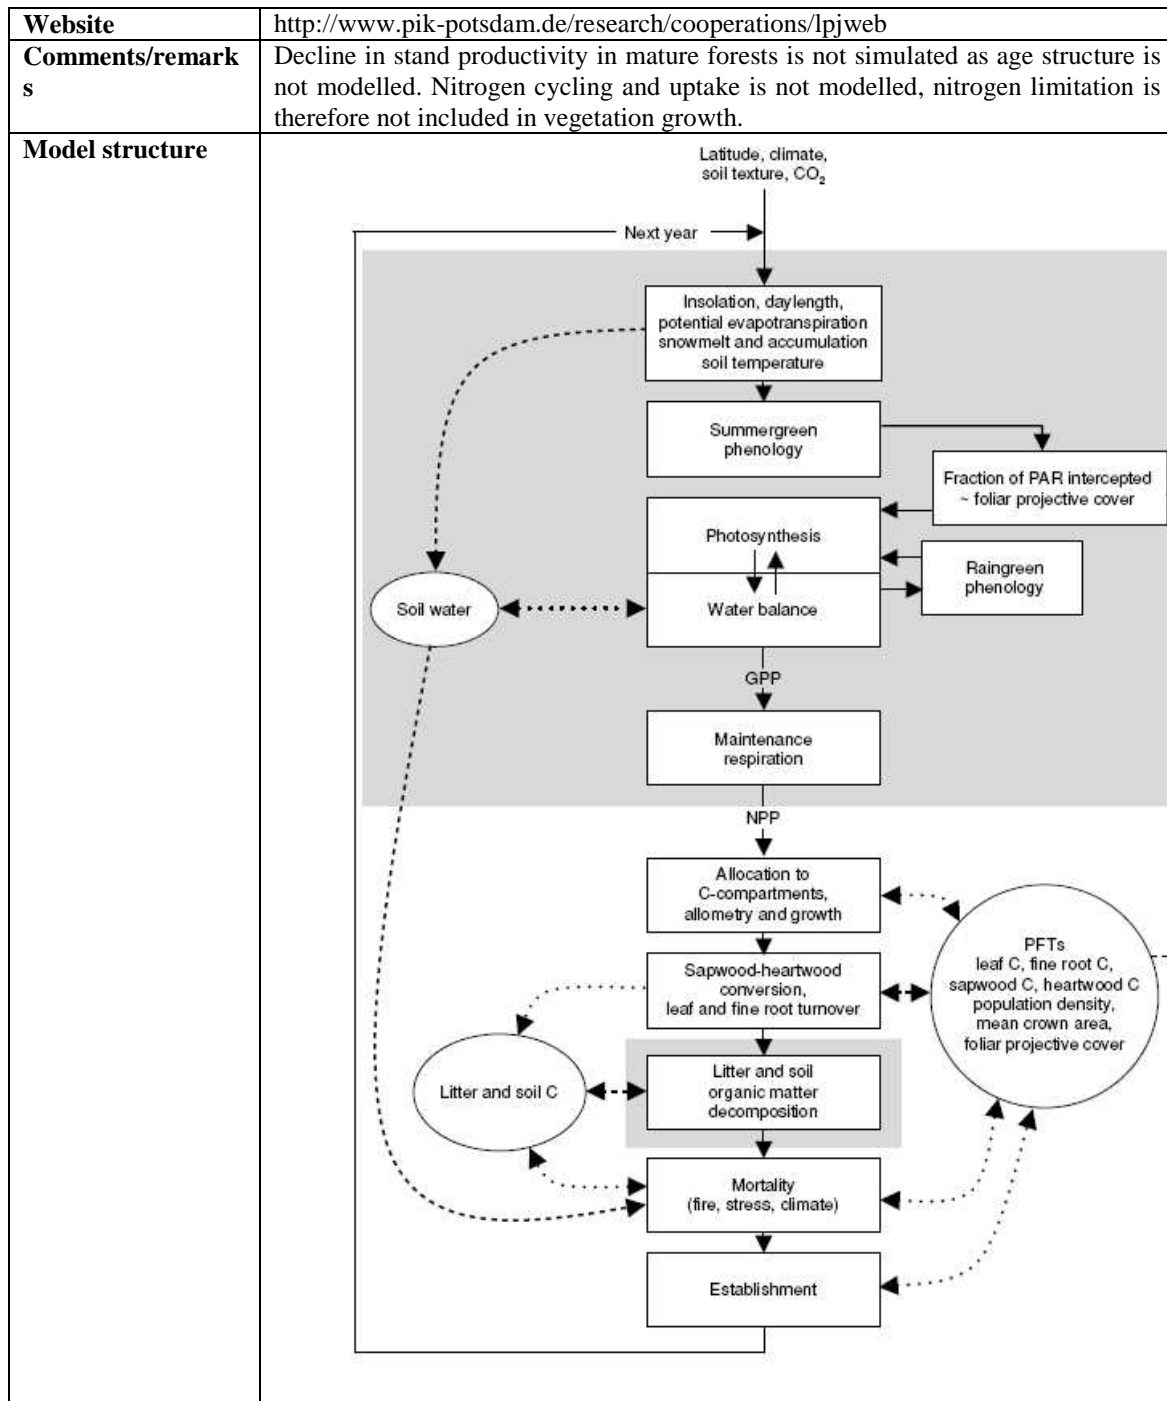 Website
http://www.pik-potsdam.de/research/cooperations/lpjweb
Comments/remark
s
Decline in stand productivity in mature forests is not simulated as age structure is
not modelled. Nitrogen cycling and uptake is not modelled, nitrogen limitation is
therefore not included in vegetation growth.
Model structure
Latitude, climate,
soil texture, CO₂
Next year
Insolation, daylength,
potential evapotranspiration
snowmelt and accumulation
soil temperature
Summergreen
phenology
Fraction of PAR intercepted
~ foliar projective cover
Photosynthesis
Raingreen
phenology
Soil water
Water balance
GPP
Maintenance
respiration
NPP
Allocation to
C-compartments,
allometry and growth
PFTs
leaf C, fine root C,
sapwood C, heartwood C
population density,
mean crown area,
foliar projective cover
Sapwood-heartwood
conversion,
leaf and fine root turnover
Litter and soil C
Litter and soil
organic matter
decomposition
Mortality
(fire, stress, climate)
Establishment